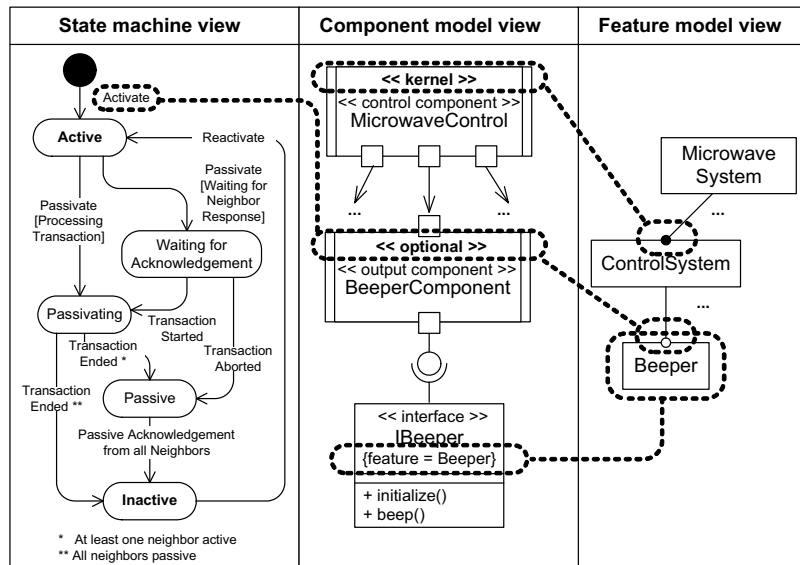 State machine view
Activate
Active
Reactivate
Passivate
[Processing
Transaction]
Passivate
[Waiting for
Neighbor
Response]
Waiting for
Acknowledgement
Passivating
Transaction
Started
Transaction
Ended *
Transaction
Aborted
Transaction
Ended **
Passive
Passive Acknowledgement
from all Neighbors
Inactive
* At least one neighbor active
** All neighbors passive
Component model view
<< kernel >>
<< control component >>
MicrowaveControl
...
...
<< optional >>
<< output component >>
BeeperComponent
<< interface >>
IBeeper
{feature = Beeper}
+ initialize()
+ beep()
Feature model view
Microwave
System
...
ControlSystem
...
Beeper